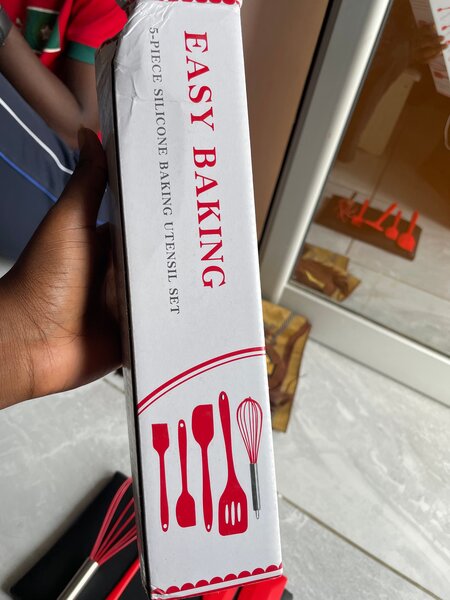 EASY BAKING
5-PIECE SILICONE BAKING UTENSIL SET